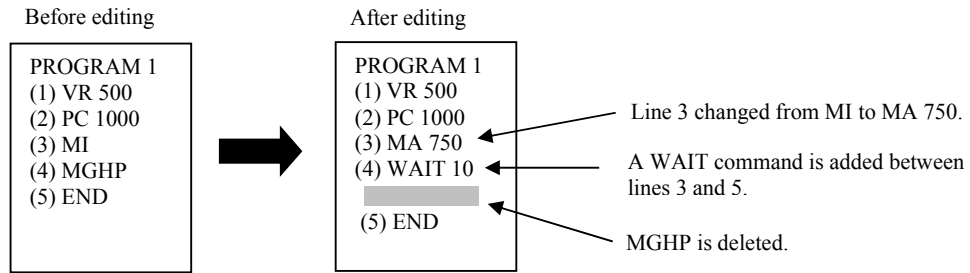 Before editing
PROGRAM 1
(1) VR 500
(2) PC 1000
(3) MI
(4) MGHP
(5) END
After editing
PROGRAM 1
(1) VR 500
(2) PC 1000
(3) MA 750
(4) WAIT 10
(5) END
Line 3 changed from MI to MA 750.
A WAIT command is added between
lines 3 and 5.
MGHP is deleted.